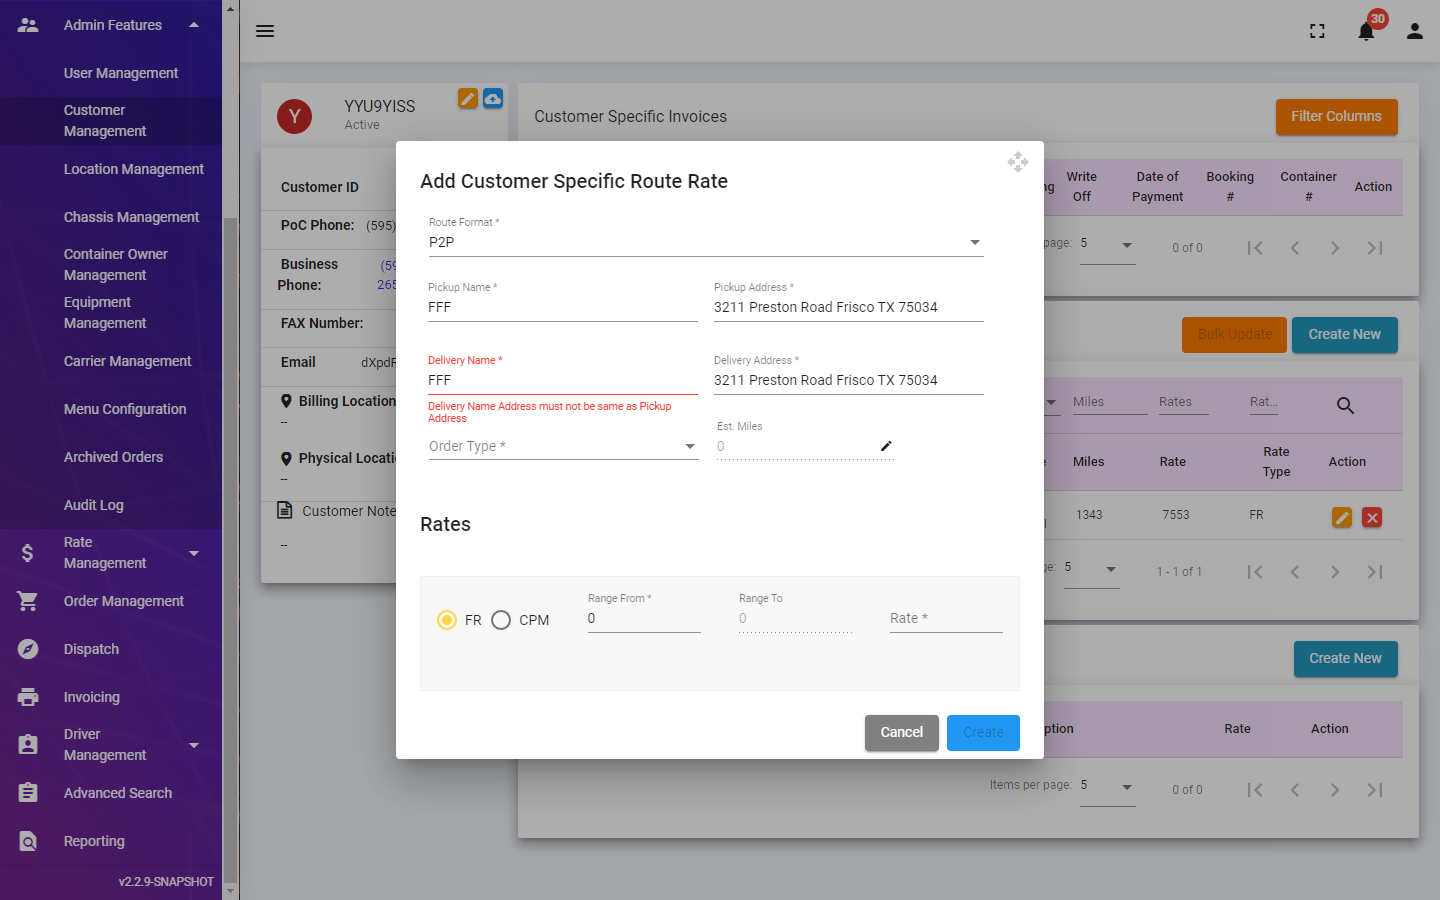 Admin Features
User Management
Customer
Management
Location Management
Chassis Management
Container Owner
Management
Equipment
Management
Carrier Management
Menu Configuration
Archived Orders
Audit Log
Rate
Management
Order Management
Dispatch
Invoicing
Driver
Management
Advanced Search
Reporting
v2.2.9-SNAPSHOT
30
Y
YYU9YISS
Active
Customer ID
PoC Phone: (595)
Business
Phone:
265
FAX Number:
Email
Billing Location
--
Physical
--
Customer Note
--
Customer Specific Invoices
Filter Columns
Write
Off
Date of
Payment
Booking
#
Container
#
Action
page: 5
0 of 0
Bulk Update
Create New
Miles
Rates
Rat...
Miles
Rate
Rate
Type
Action
1343
7553
FR
5
1 - 1 of 1
Create New
Rate
Action
Items per page: 5
0 of 0
Add Customer Specific Route Rate
Route Format *
P2P
Pickup Name *
FFF
Pickup Address *
3211 Preston Road Frisco TX 75034
Delivery Name *
FFF
Delivery Address *
3211 Preston Road Frisco TX 75034
Delivery Name Address must not be same as Pickup
Address
Order Type *
Est. Miles
0
Rates
FR
CPM
Range From *
0
Range To
0
Rate *
Cancel
Create